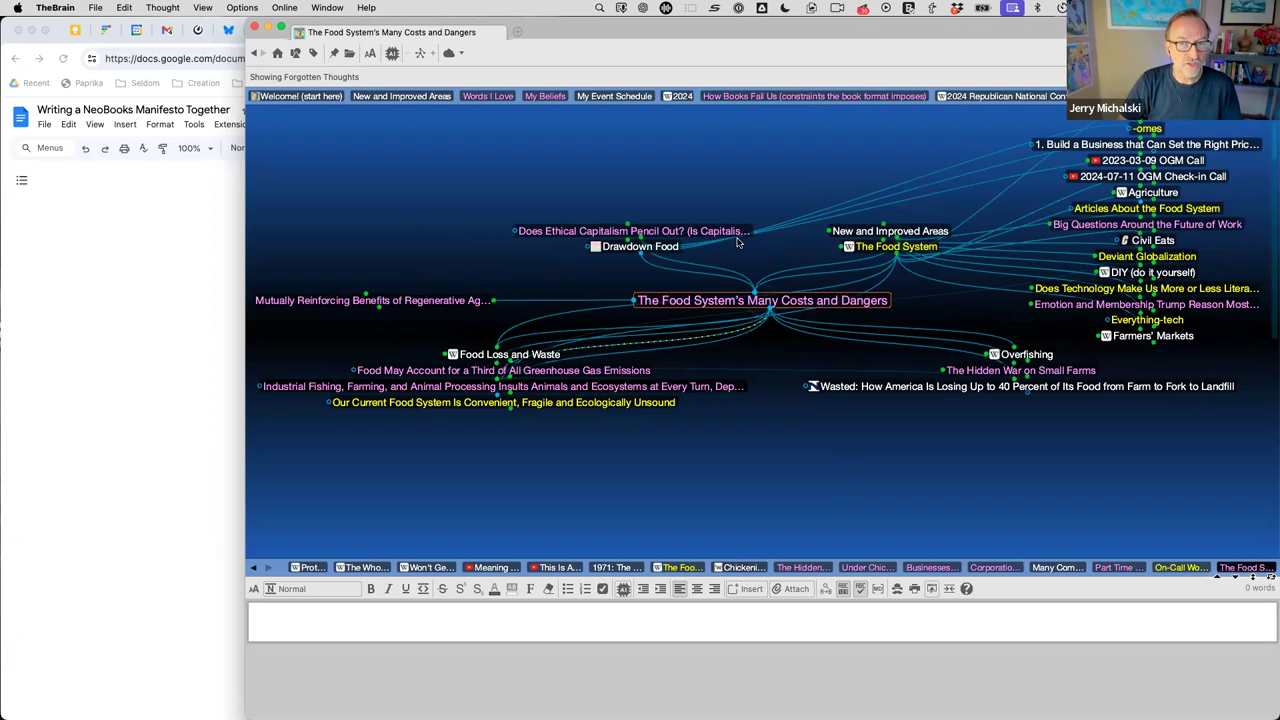 TheBrain File Edit Thought View Options Online Window Help
https://docs.google.com/docum
Recent Paprika Seldom Creation
Writing a NeoBooks Manifesto Together
File Edit View Insert Format Tools Extensio
Menus 100% Nor
The Food System's Many Costs and Dangers
Showing Forgotten Thoughts
Welcome! (start here) New and Improved Areas Words I Love My Beliefs My Event Schedule 2024 How Books Fail Us (constraints the book format imposes) 2024 Republican National Con
Jerry Michalski
-omes
1. Build a Business that Can Set the Right Pric...
2023-03-09 OGM Call
2024-07-11 OGM Check-in Call
Agriculture
Articles About the Food System
Big Questions Around the Future of Work
Civil Eats
Deviant Globalization
DIY (do it yourself)
Does Technology Make Us More or Less Litera...
Emotion and Membership Trump Reason Most...
Everything-tech
Farmers' Markets
Does Ethical Capitalism Pencil Out? (Is Capitalis...
Drawdown Food
New and Improved Areas
The Food System
Mutually Reinforcing Benefits of Regenerative Ag...
The Food System's Many Costs and Dangers
Food Loss and Waste
Food May Account for a Third of All Greenhouse Gas Emissions
Industrial Fishing, Farming, and Animal Processing Insults Animals and Ecosystems at Every Turn, Dep...
Our Current Food System Is Convenient, Fragile and Ecologically Unsound
Overfishing
The Hidden War on Small Farms
Wasted: How America Is Losing Up to 40 Percent of Its Food from Farm to Fork to Landfill
Prot... The Who... Won't Ge... Meaning ... This Is A... 1971: The ... The Foo... Chickeni... The Hidden... Under Chic... Businesses... Corporatio... Many Com... Part Time ... On-Call Wo... The Food S...
Normal Insert Attach 0 words